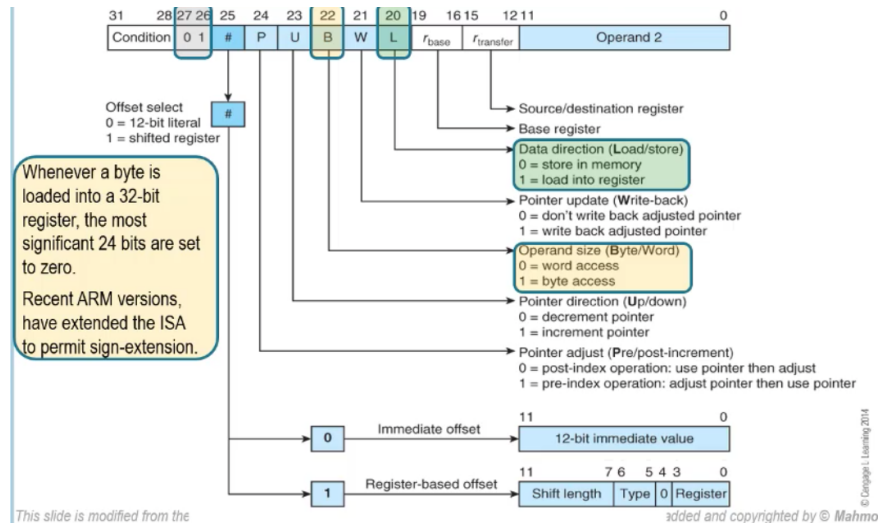 31 28 27 26 25 24 23 22 21 20 19 16 15 12 11 0
Condition 0 1 # P U B W L rbase rtransfer Operand 2
Offset select
0 = 12-bit literal
1 = shifted register
#
Source/destination register
Base register
Data direction (Load/store)
0 = store in memory
1 = load into register
Whenever a byte is
loaded into a 32-bit
register, the most
significant 24 bits are set
to zero.
Recent ARM versions,
have extended the ISA
to permit sign-extension.
Pointer update (Write-back)
0 = don't write back adjusted pointer
1 = write back adjusted pointer
Operand size (Byte/Word)
0 = word access
1 = byte access
Pointer direction (Up/down)
0 = decrement pointer
1 = increment pointer
Pointer adjust (Pre/post-increment)
0 = post-index operation: use pointer then adjust
1 = pre-index operation: adjust pointer then use pointer
11 0
0 Immediate offset 12-bit immediate value
11 7 6 5 4 3 0
1 Register-based offset Shift length Type 0 Register
© Cengage Learning 2014
This slide is modified from the
added and copyrighted by © Mahmo